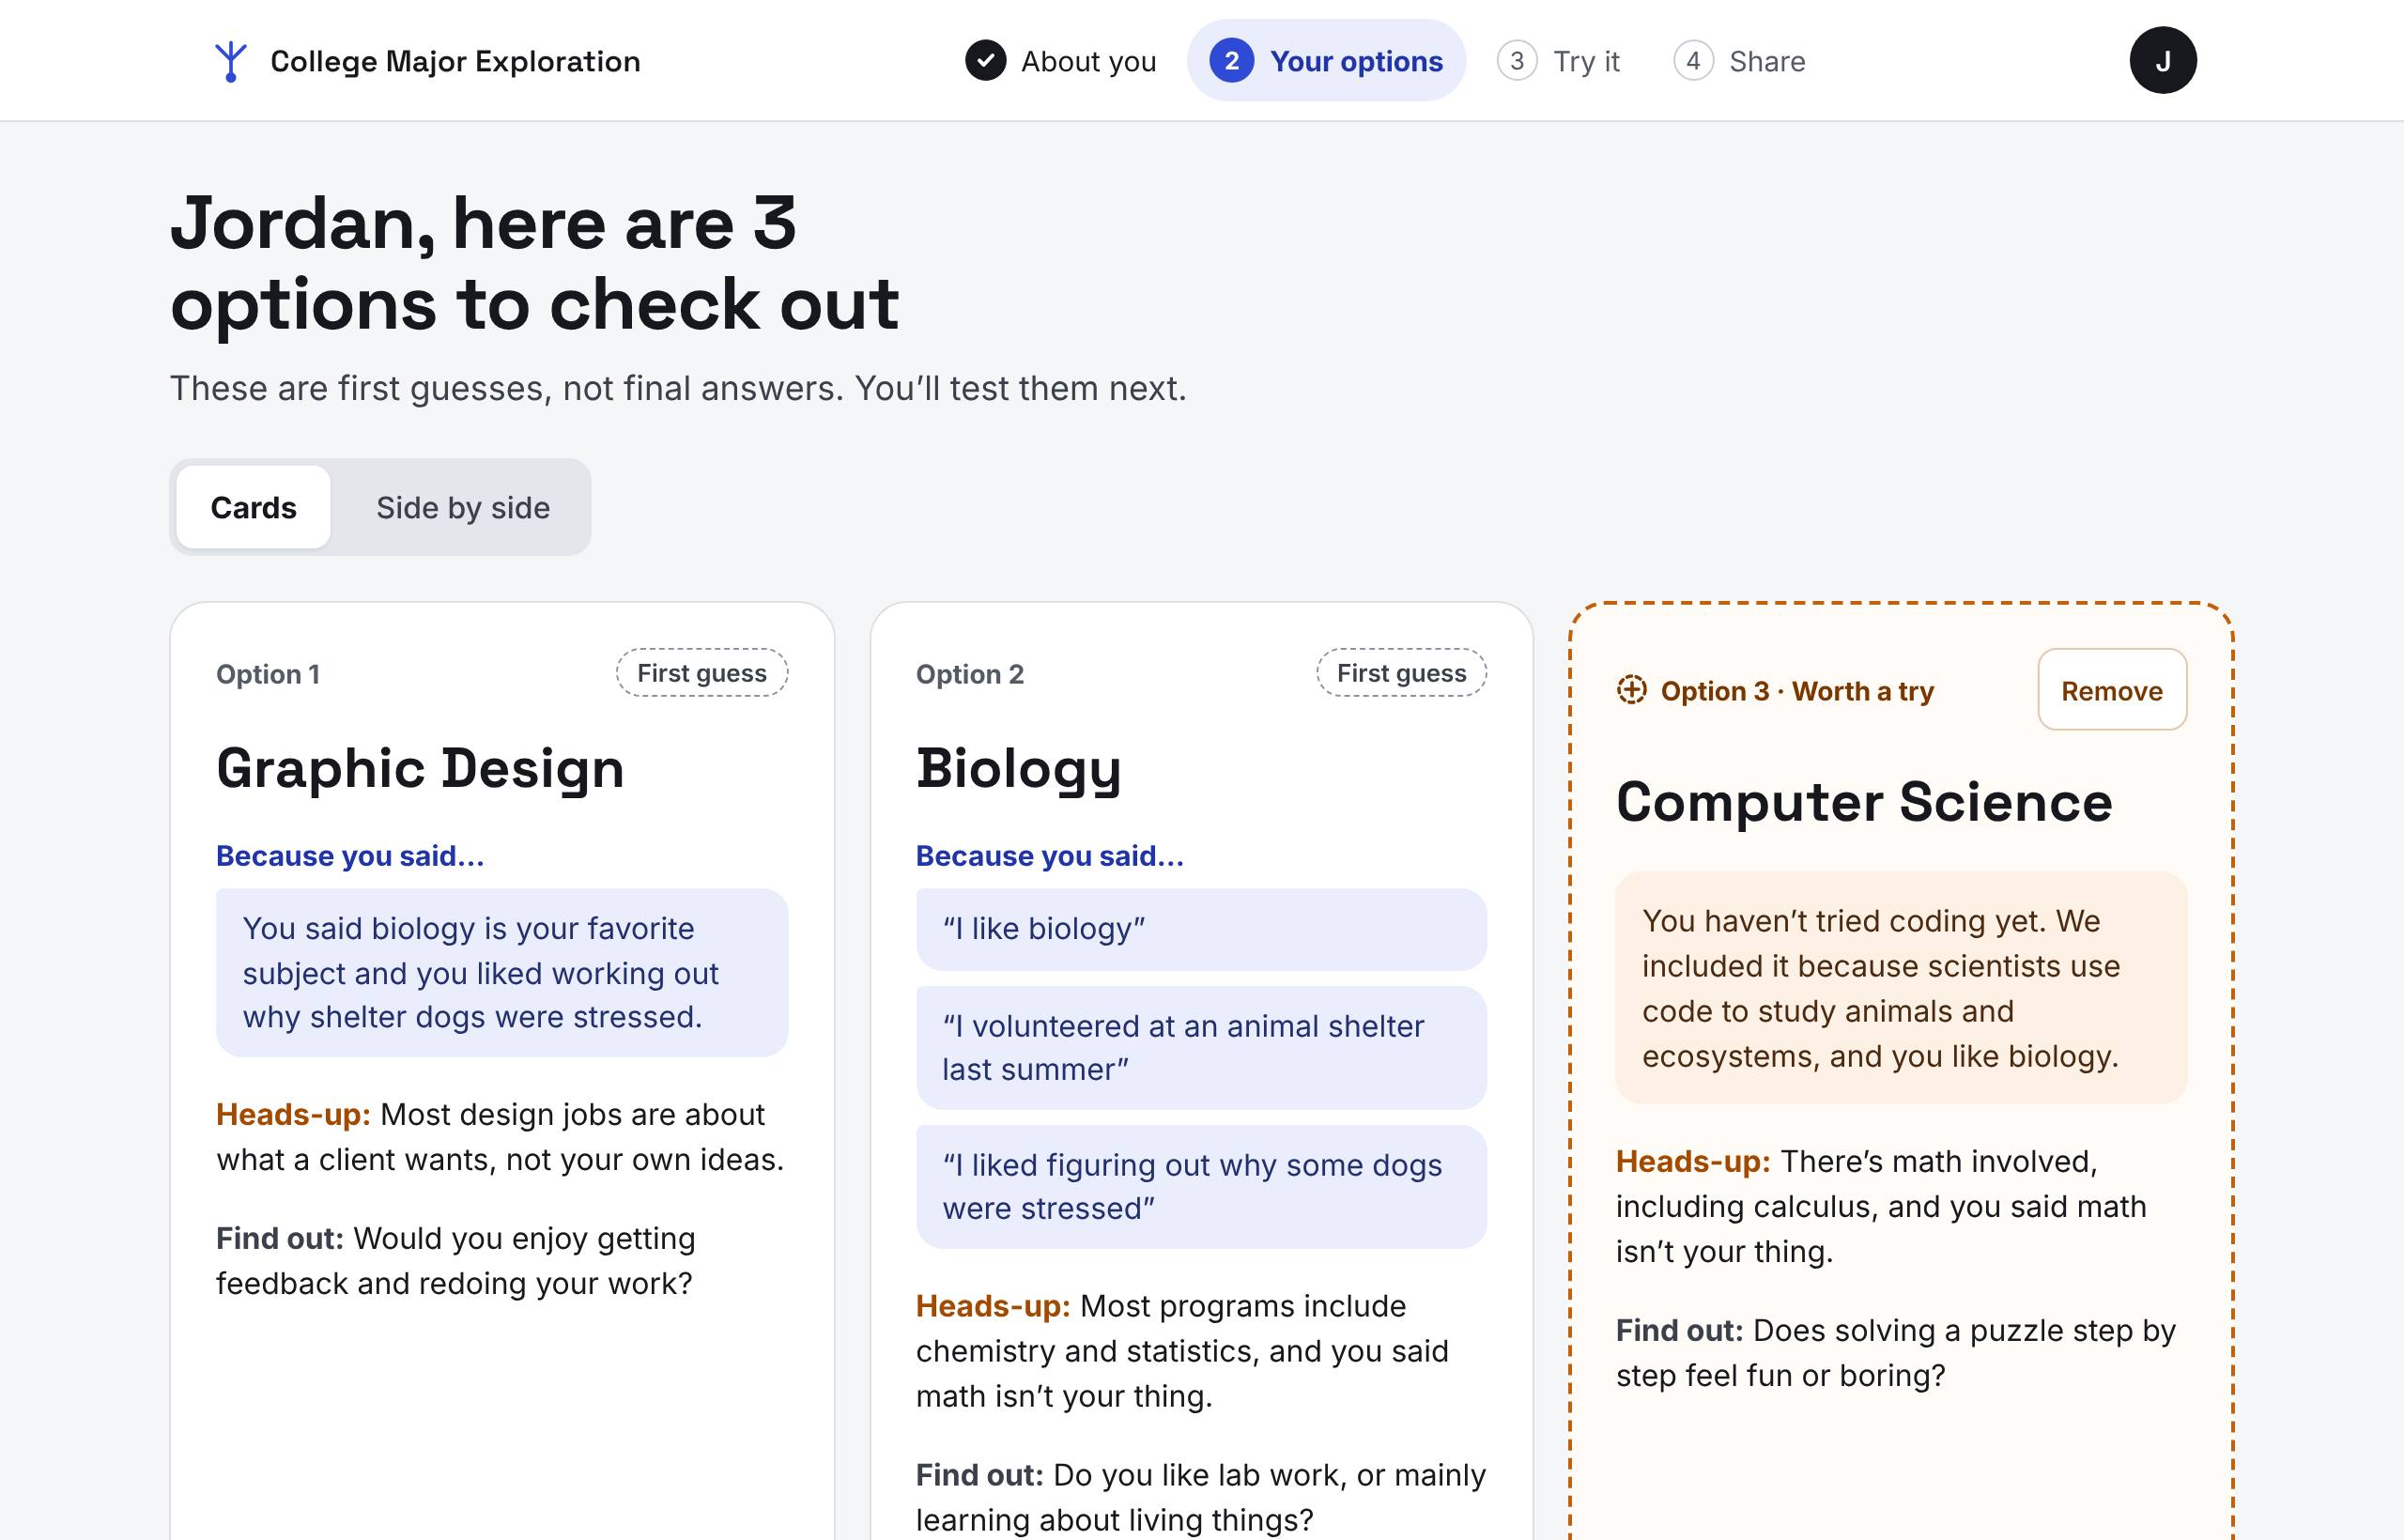 College Major Exploration
About you
2 Your options
3 Try it
4 Share
J
Jordan, here are 3
options to check out
These are first guesses, not final answers. You’ll test them next.
Cards
Side by side
Option 1
First guess
Graphic Design
Because you said…
You said biology is your favorite
subject and you liked working out
why shelter dogs were stressed.
Heads-up: Most design jobs are about
what a client wants, not your own ideas.
Find out: Would you enjoy getting
feedback and redoing your work?
Option 2
First guess
Biology
Because you said…
“I like biology”
“I volunteered at an animal shelter
last summer”
“I liked figuring out why some dogs
were stressed”
Heads-up: Most programs include
chemistry and statistics, and you said
math isn’t your thing.
Find out: Do you like lab work, or mainly
learning about living things?
Option 3 · Worth a try
Remove
Computer Science
You haven’t tried coding yet. We
included it because scientists use
code to study animals and
ecosystems, and you like biology.
Heads-up: There’s math involved,
including calculus, and you said math
isn’t your thing.
Find out: Does solving a puzzle step by
step feel fun or boring?